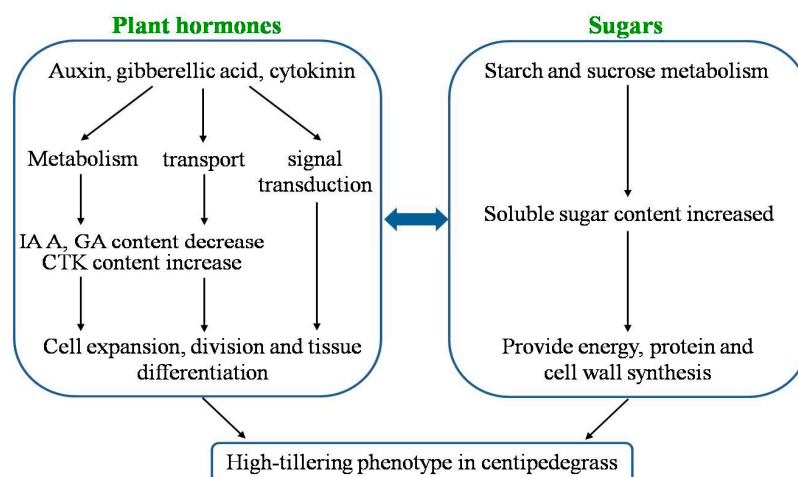 Plant hormones
Auxin, gibberellic acid, cytokinin
Metabolism
transport
signal
transduction
IAA, GA content decrease
CTK content increase
Cell expansion, division and tissue
differentiation
Sugars
Starch and sucrose metabolism
Soluble sugar content increased
Provide energy, protein and
cell wall synthesis
High-tillering phenotype in centipedegrass